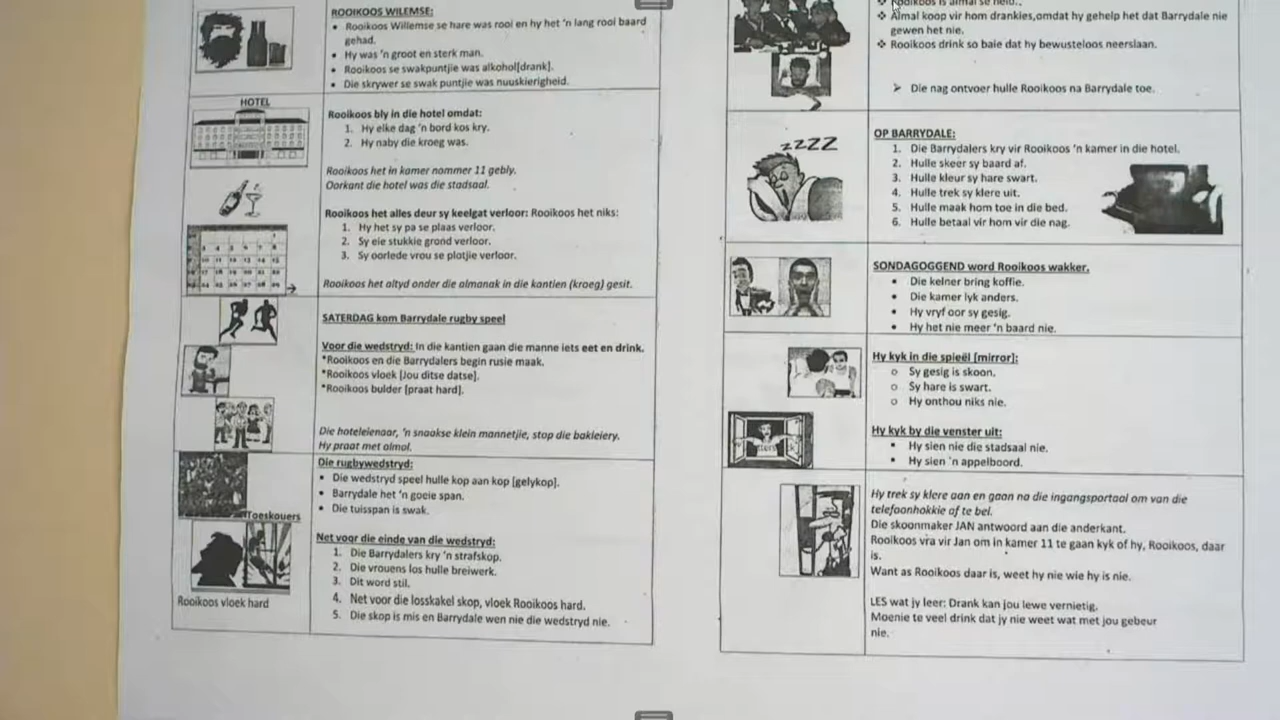 ROOIKOOS WILEMSE:
• Rooikoos Willemse se hare was rooi en hy het 'n lang rooi baard
gehad.
• Hy was 'n groot en sterk man.
• Rooikoos se swakpuntjie was alkohol[drank].
• Die skrywer se swak puntjie was nuuskierigheid.
HOTEL
Rooikoos bly in die hotel omdat:
1. Hy elke dag 'n bord kos kry.
2. Hy naby die kroeg was.
Rooikoos het in kamer nommer 11 gebly.
Oorkant die hotel was die stadsaal.
Rooikoos het alles deur sy keelgat verloor: Rooikoos het niks:
1. Hy het sy pa se plaas verloor.
2. Sy eie stukkie grond verloor.
3. Sy oorlede vrou se platjie verloor.
Rooikoos het altyd onder die almanak in die kantien (kroeg) gesit.
SATERDAG kom Barrydale rugby speel
Voor die wedstryd: In die kantien gaan die manne iets eet en drink.
*Rooikoos en die Barrydalers begin rusie maak.
*Rooikoos vloek [Jou ditse datse].
*Rooikoos bulder [praat hard].
Die hoteleienaar, 'n snaakse klein mannetjie, stop die bakleiery.
Hy praat met almal.
Die rugbywedstryd:
• Die wedstryd speel hulle kop aan kop [gelykop].
• Barrydale het 'n goeie span.
• Die tuisspan is swak.
Toeskouers
Net voor die einde van die wedstryd:
1. Die Barrydalers kry 'n strafskop.
2. Die vrouens los hulle breiwerk.
3. Dit word stil.
4. Net voor die losskakel skop, vloek Rooikoos hard.
5. Die skop is mis en Barrydale wen nie die wedstryd nie.
Rooikoos vloek hard
Rooikoos is almal se held.
❖ Almal koop vir hom drankies,omdat hy gehelp het dat Barrydale nie
gewen het nie.
❖ Rooikoos drink so baie dat hy bewusteloos neerslaan.
➢ Die nag ontvoer hulle Rooikoos na Barrydale toe.
zzZZZ
OP BARRYDALE:
1. Die Barrydalers kry vir Rooikoos 'n kamer in die hotel.
2. Hulle skeer sy baard af.
3. Hulle kleur sy hare swart.
4. Hulle trek sy klere uit.
5. Hulle maak hom toe in die bed.
6. Hulle betaal vir hom vir die nag.
SONDAGOGGEND word Rooikoos wakker.
• Die kelner bring koffie.
• Die kamer lyk anders.
• Hy vryf oor sy gesig.
• Hy het nie meer 'n baard nie.
Hy kyk in die spieël [mirror]:
o Sy gesig is skoon.
o Sy hare is swart.
o Hy onthou niks nie.
Hy kyk by die venster uit:
▪ Hy sien nie die stadsaal nie.
▪ Hy sien 'n appelboord.
Hy trek sy klere aan en gaan na die ingangsportaal om van die
telefoonhokkie af te bel.
Die skoonmaker JAN antwoord aan die anderkant.
Rooikoos vra vir Jan om in kamer 11 te gaan kyk of hy, Rooikoos, daar
is.
Want as Rooikoos daar is, weet hy nie wie hy is nie.
LES wat jy leer: Drank kan jou lewe vernietig.
Moenie te veel drink dat jy nie weet wat met jou gebeur
nie.